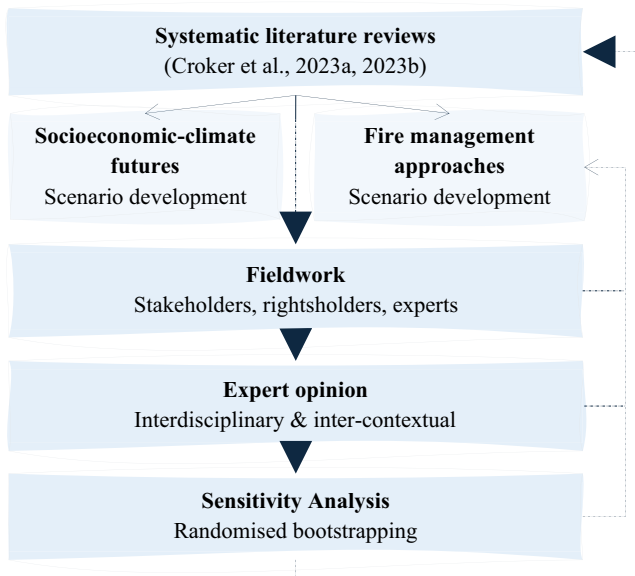 Systematic literature reviews
(Croker et al., 2023a, 2023b)
Socioeconomic-climate
futures
Scenario development
Fire management
approaches
Scenario development
Fieldwork
Stakeholders, rightsholders, experts
Expert opinion
Interdisciplinary & inter-contextual
Sensitivity Analysis
Randomised bootstrapping